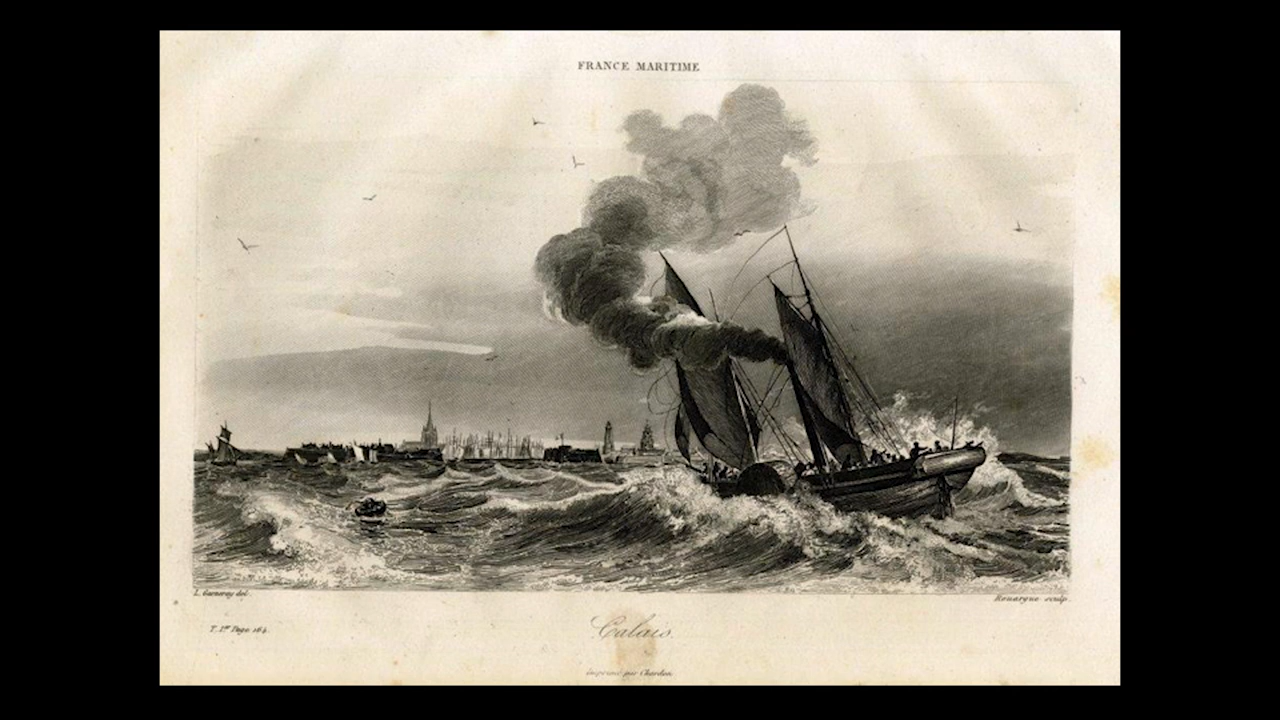 FRANCE MARITIME
L. Garneray del.
Rouargue sculp.
T. 1er Page 164.
Calais.
imprimé par Chardon